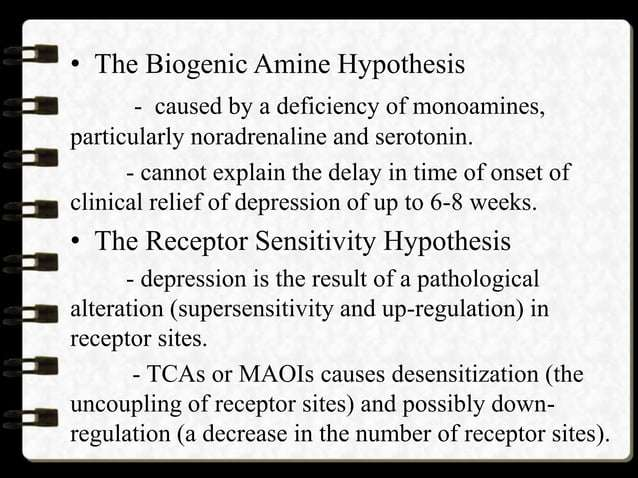 • The Biogenic Amine Hypothesis
- caused by a deficiency of monoamines,
particularly noradrenaline and serotonin.
- cannot explain the delay in time of onset of
clinical relief of depression of up to 6-8 weeks.
• The Receptor Sensitivity Hypothesis
- depression is the result of a pathological
alteration (supersensitivity and up-regulation) in
receptor sites.
- TCAs or MAOIs causes desensitization (the
uncoupling of receptor sites) and possibly down-
regulation (a decrease in the number of receptor sites).